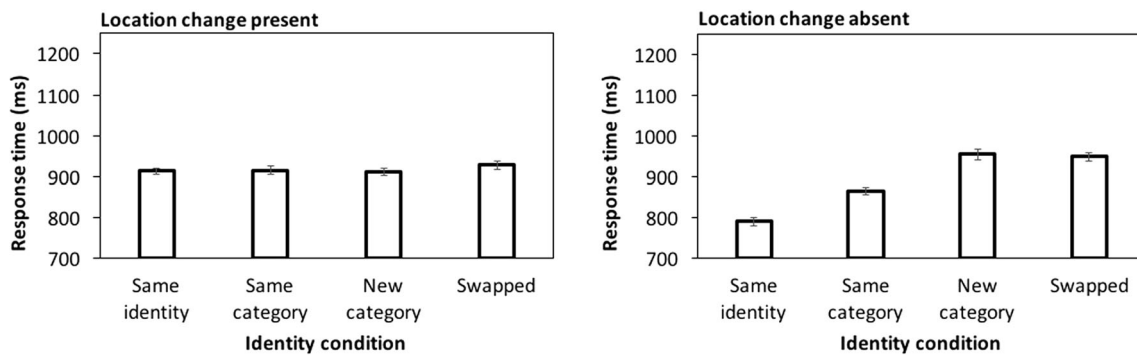 Location change present
Response time (ms)
1200
1100
1000
900
800
700
Same identity
Same category
New category
Swapped
Identity condition
Location change absent
Response time (ms)
1200
1100
1000
900
800
700
Same identity
Same category
New category
Swapped
Identity condition